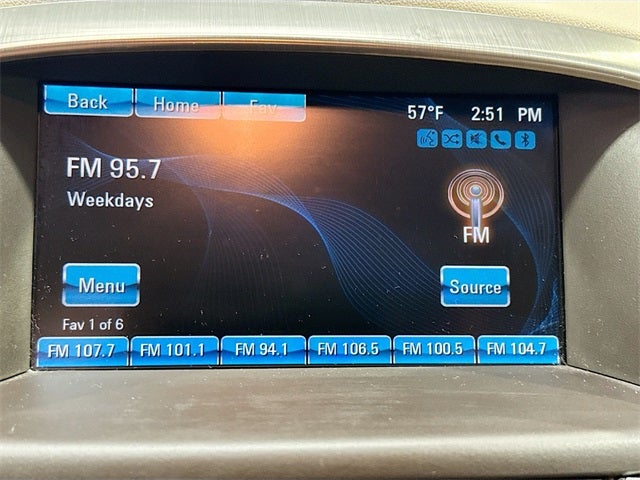 Back Home Fav 57°F 2:51 PM
FM 95.7
Weekdays
FM
Menu Source
Fav 1 of 6
FM 107.7 FM 101.1 FM 94.1 FM 106.5 FM 100.5 FM 104.7